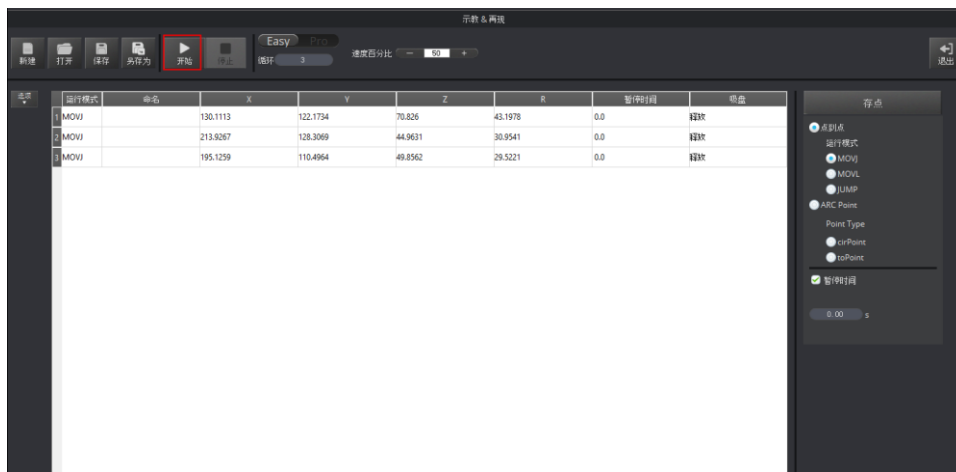 示教 & 再现
新建 打开 保存 另存为 开始 停止
Easy Pro
循环 3
速度百分比 － 50 ＋
退出
选项
运行模式 命名 X Y Z R 暂停时间 吸盘
1 MOVJ 130.1113 122.1734 70.826 43.1978 0.0 释放
2 MOVJ 213.9267 128.3069 44.9631 30.9541 0.0 释放
3 MOVJ 195.1259 110.4964 49.8562 29.5221 0.0 释放
存点
点到点
运行模式
MOVJ
MOVL
JUMP
ARC Point
Point Type
cirPoint
toPoint
暂停时间
0.00 s